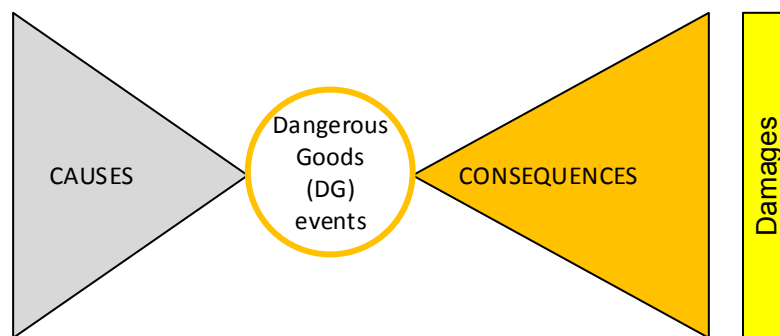 CAUSES
Dangerous
Goods
(DG)
events
CONSEQUENCES
Damages